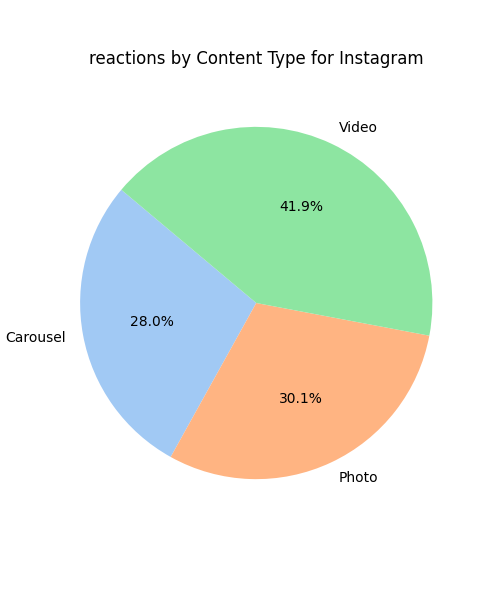 reactions by Content Type for Instagram
Video
41.9%
28.0%
Carousel
30.1%
Photo